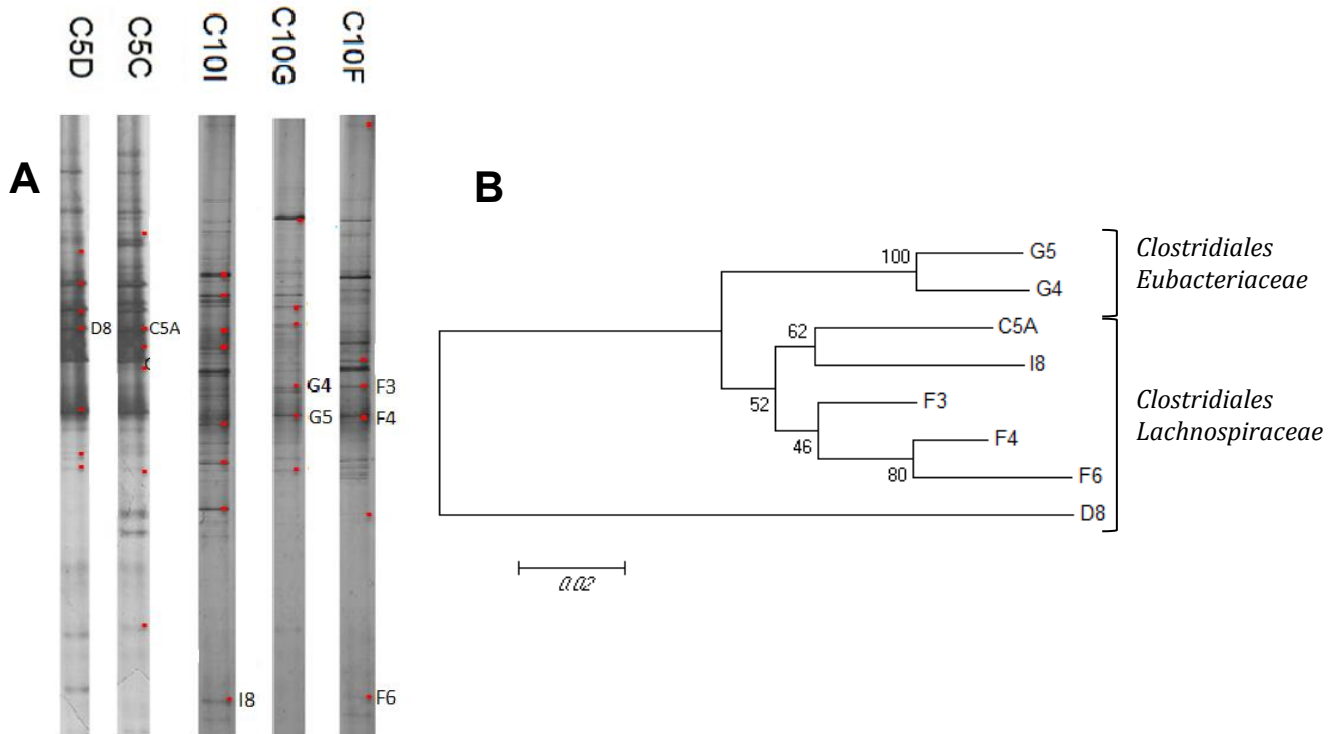 C5D
C5C
C10I
C10G
C10F
A
D8
C5A
G4
F3
G5
F4
I8
F6
B
100
G5
G4
Clostridiales
Eubacteriaceae
62
C5A
I8
52
F3
46
F4
80
F6
D8
Clostridiales
Lachnospiraceae
0.02